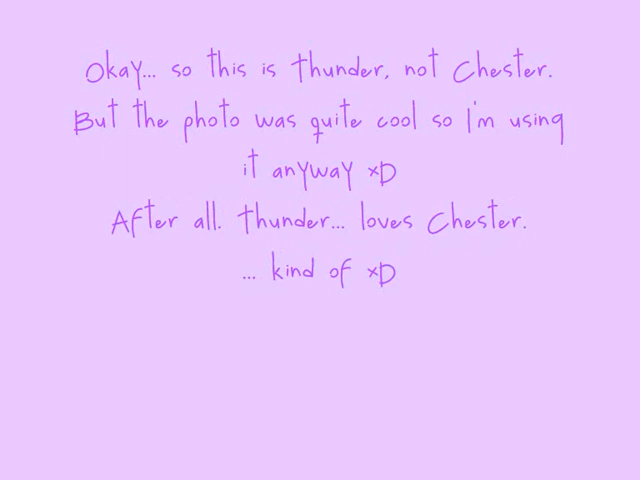 Okay... so this is Thunder, not Chester.
But the photo was quite cool so I'm using
it anyway xD
After all. Thunder... loves Chester.
... kind of xD